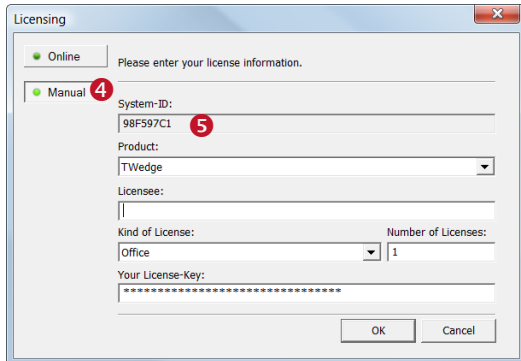 Licensing
Online
Please enter your license information.
Manual 4
System-ID:
98F597C1 5
Product:
TWedge
Licensee:
Kind of License: Number of Licenses:
Office 1
Your License-Key:
********************************
OK Cancel